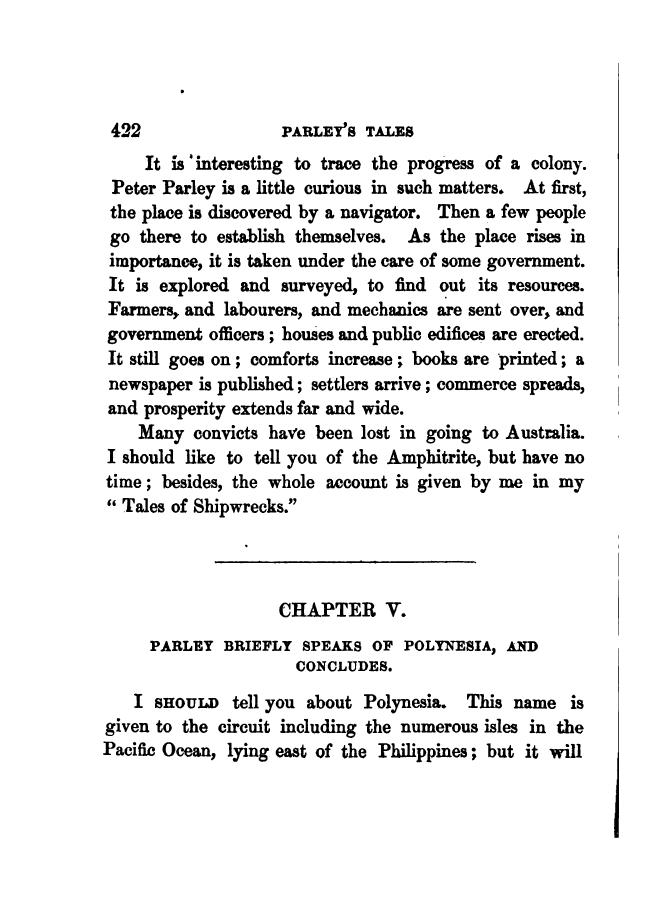 422 PARLEY'S TALES
It is interesting to trace the progress of a colony.
Peter Parley is a little curious in such matters. At first,
the place is discovered by a navigator. Then a few people
go there to establish themselves. As the place rises in
importance, it is taken under the care of some government.
It is explored and surveyed, to find out its resources.
Farmers, and labourers, and mechanics are sent over, and
government officers ; houses and public edifices are erected.
It still goes on ; comforts increase ; books are printed ; a
newspaper is published ; settlers arrive ; commerce spreads,
and prosperity extends far and wide.
Many convicts have been lost in going to Australia.
I should like to tell you of the Amphitrite, but have no
time ; besides, the whole account is given by me in my
“ Tales of Shipwrecks.”
CHAPTER V.
PARLEY BRIEFLY SPEAKS OF POLYNESIA, AND
CONCLUDES.
I SHOULD tell you about Polynesia. This name is
given to the circuit including the numerous isles in the
Pacific Ocean, lying east of the Philippines ; but it will